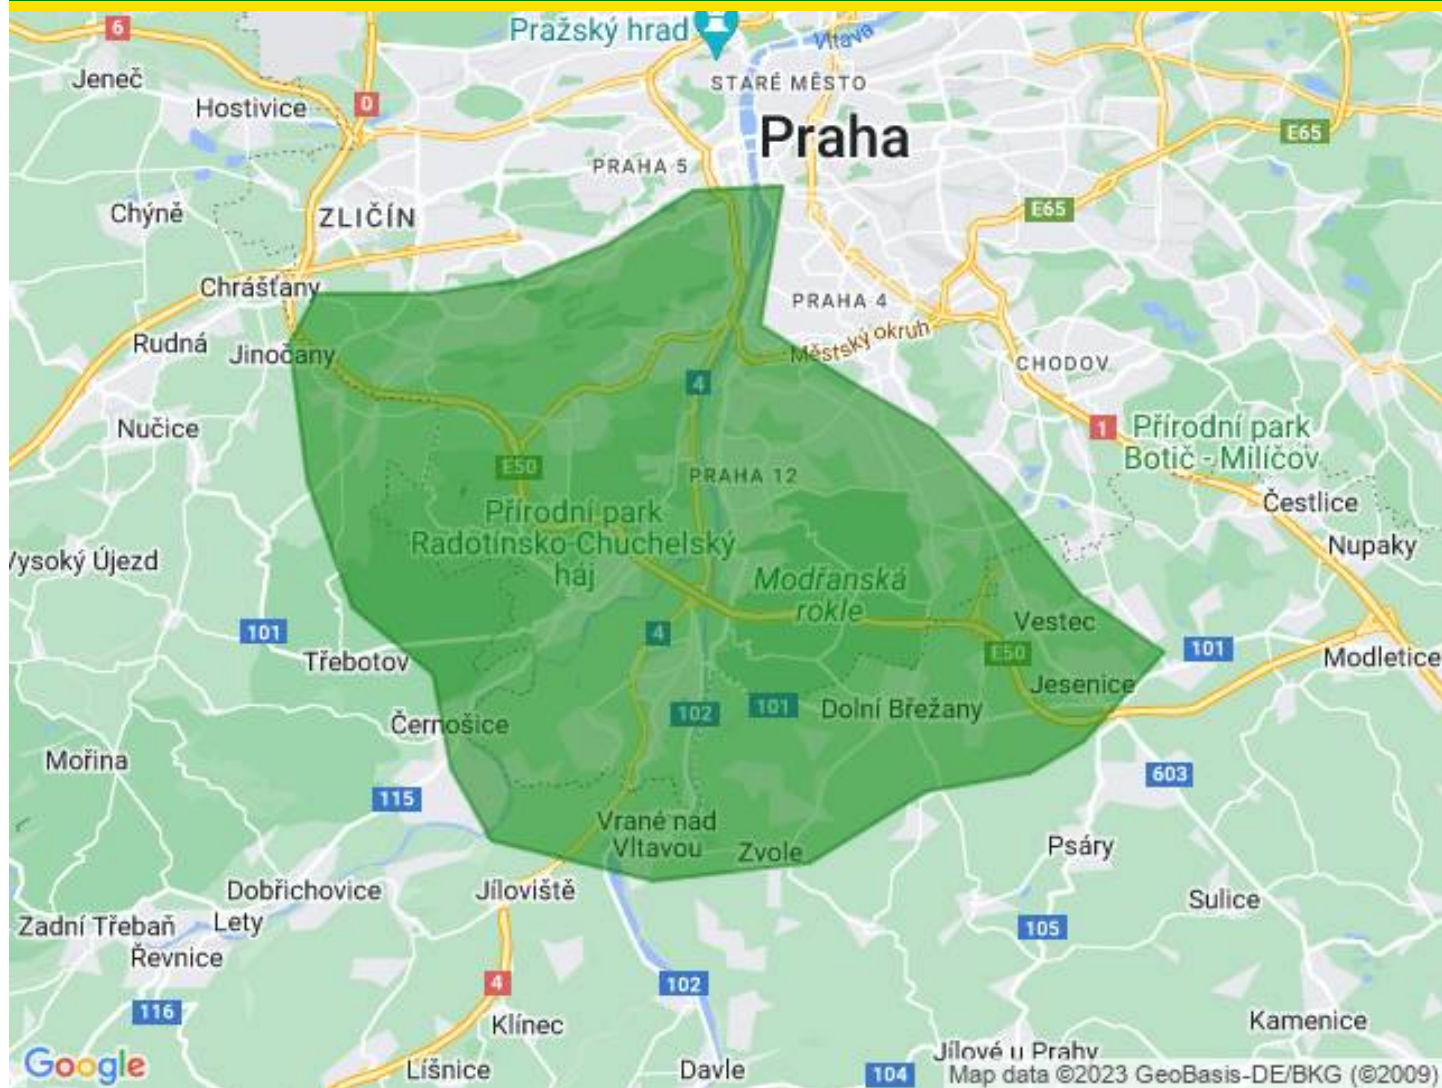 6
Pražský hrad
Vltava
Jeneč
STARÉ MĚSTO
Hostivice
0
Praha
E65
PRAHA 5
Chýně
ZLIČÍN
E65
Chrášťany
PRAHA 4
Rudná
Jinočany
Městský okruh
CHODOV
4
Nučice
1
Přírodní park
Botič - Milíčov
E50
PRAHA 12
Čestlice
Přírodní park
Radotínsko-Chuchelský
háj
Nupaky
Vysoký Újezd
Modřanská
rokle
Vestec
101
4
E50
101
Třebotov
Modletice
Jesenice
102
101
Dolní Břežany
Černošice
Mořina
603
115
Vrané nad
Vltavou
Zvole
Psáry
Dobřichovice
Jíloviště
Sulice
Zadní Třebaň
Lety
105
Řevnice
4
102
116
Klínec
Kamenice
Google
Líšnice
Davle
104
Jílové u Prahy
Map data ©2023 GeoBasis-DE/BKG (©2009)